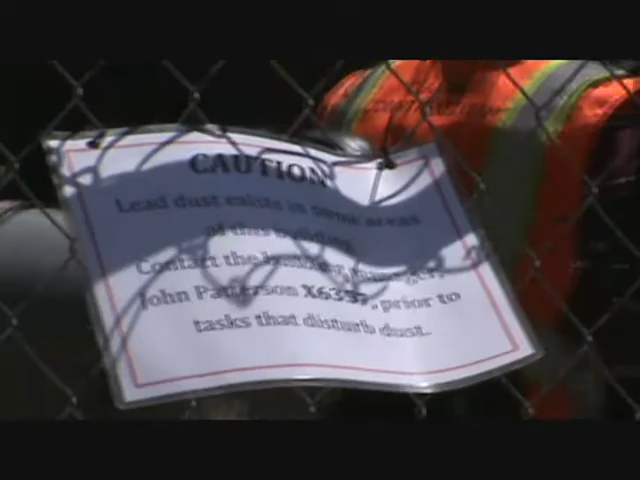 CAUTION
Lead dust exists in some areas
of this building.
Contact the building manager,
John Patterson X6337, prior to
tasks that disturb dust.